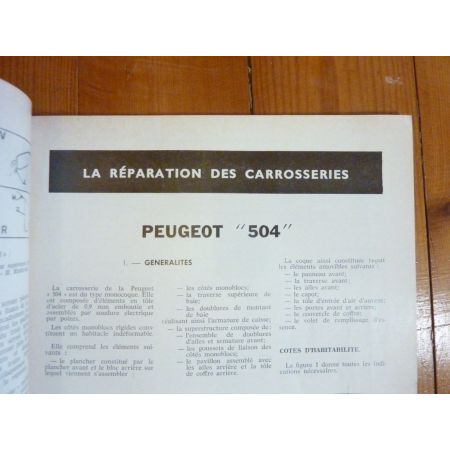 LA RÉPARATION DES CARROSSERIES
PEUGEOT "504"
I. — GENERALITES
La carrosserie de la Peugeot
« 504 » est du type monocoque. Elle
est composée d'éléments en tôle
d'acier de 0,9 mm emboutie et
assemblés par soudure électrique
par points.
Les côtés monoblocs rigides cons-
tituent un habitacle indéformable.
Elle comprend les éléments sui-
vants :
— le plancher constitué par le
plancher avant et le bloc arrière sur
lequel viennent s'assembler :
— les côtés monoblocs;
— la traverse supérieure de
baie;
— les doublures de montant
de baie
réalisant ainsi l'armature de caisse;
— la superstructure composée de:
l'ensemble de doublures
d'ailes et armature avant;
— les poussets de liaison des
côtés monoblocs;
— le pavillon assemblé avec
les ailes arrière et la tôle
de coffre arrière.
La coque ainsi constituée reçoit
les éléments amovibles suivants :
— le panneau avant;
— la traverse avant;
— les ailes avant;
— le capot;
— la tôle d'entrée d'air d'auvent;
— les portes avant et arrière;
— le couvercle de coffre;
— le volet de remplissage d'es-
sence.
COTES D'HABITABILITE.
La figure 1 donne toutes les indi-
cations nécessaires.